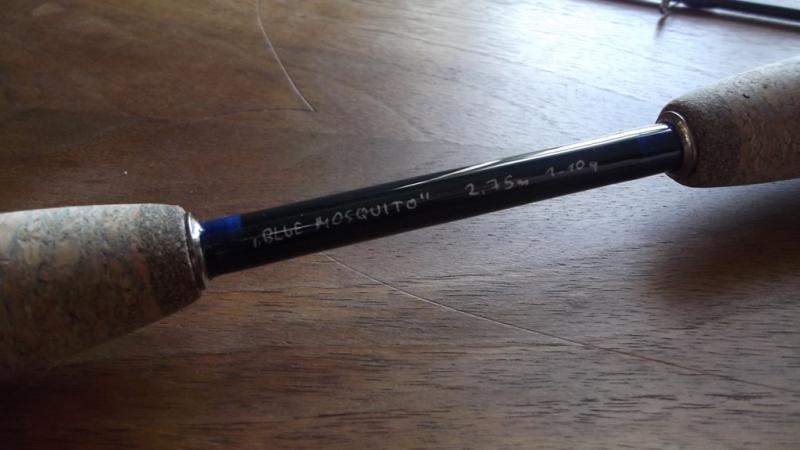 „BLUE MOSQUITO" 2,75m 1-10g